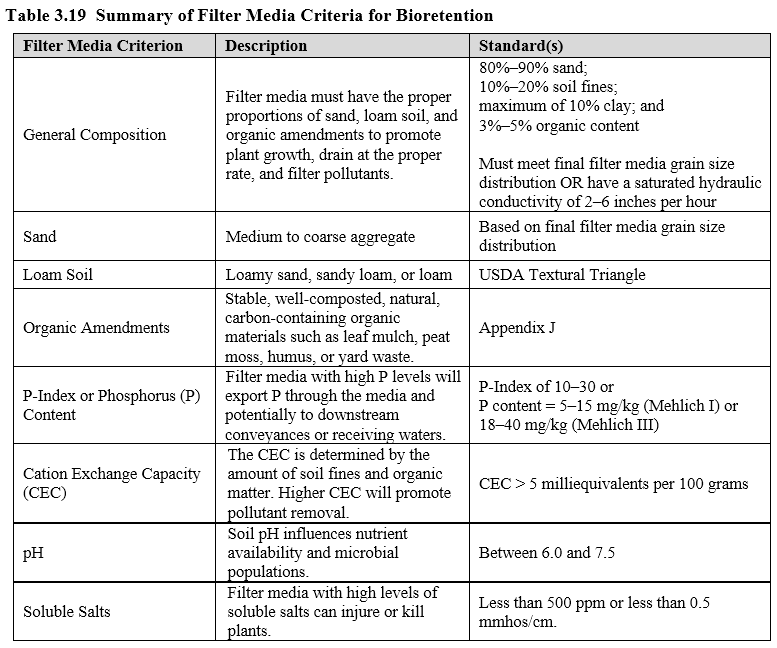 Table 3.19 Summary of Filter Media Criteria for Bioretention
Filter Media Criterion
Description
Standard(s)
General Composition
Filter media must have the proper
proportions of sand, loam soil, and
organic amendments to promote
plant growth, drain at the proper
rate, and filter pollutants.
80%–90% sand;
10%–20% soil fines;
maximum of 10% clay; and
3%–5% organic content
Must meet final filter media grain size
distribution OR have a saturated hydraulic
conductivity of 2–6 inches per hour
Sand
Medium to coarse aggregate
Based on final filter media grain size
distribution
Loam Soil
Loamy sand, sandy loam, or loam
USDA Textural Triangle
Organic Amendments
Stable, well-composted, natural,
carbon-containing organic
materials such as leaf mulch, peat
moss, humus, or yard waste.
Appendix J
P-Index or Phosphorus (P)
Content
Filter media with high P levels will
export P through the media and
potentially to downstream
conveyances or receiving waters.
P-Index of 10–30 or
P content = 5–15 mg/kg (Mehlich I) or
18–40 mg/kg (Mehlich III)
Cation Exchange Capacity
(CEC)
The CEC is determined by the
amount of soil fines and organic
matter. Higher CEC will promote
pollutant removal.
CEC > 5 milliequivalents per 100 grams
pH
Soil pH influences nutrient
availability and microbial
populations.
Between 6.0 and 7.5
Soluble Salts
Filter media with high levels of
soluble salts can injure or kill
plants.
Less than 500 ppm or less than 0.5
mmhos/cm.